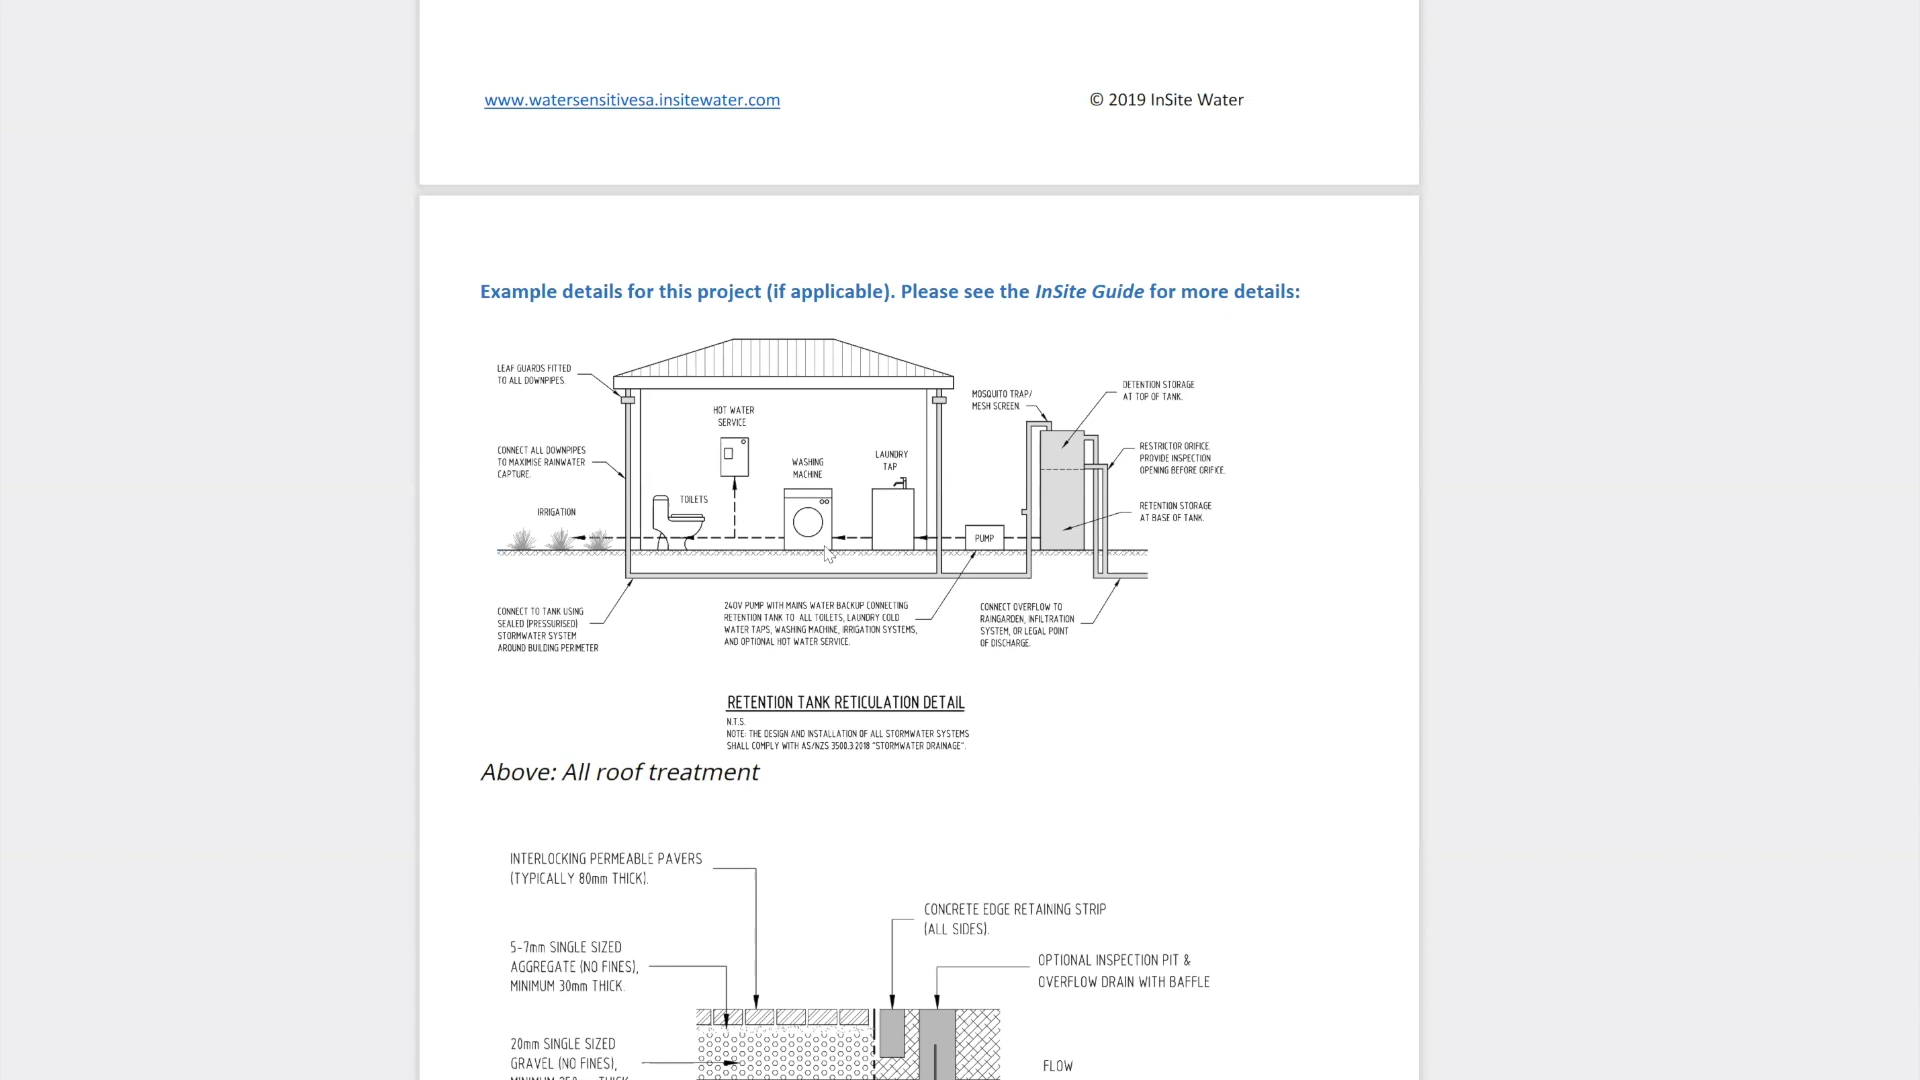 www.watersensitivesa.insitewater.com
© 2019 InSite Water
Example details for this project (if applicable). Please see the InSite Guide for more details:
LEAF GUARDS FITTED
TO ALL DOWNPIPES.
CONNECT ALL DOWNPIPES
TO MAXIMISE RAINWATER
CAPTURE.
IRRIGATION
HOT WATER
SERVICE
TOILETS
WASHING
MACHINE
LAUNDRY
TAP
PUMP
MOSQUITO TRAP/
MESH SCREEN.
DETENTION STORAGE
AT TOP OF TANK.
RESTRICTOR ORIFICE.
PROVIDE INSPECTION
OPENING BEFORE ORIFICE.
RETENTION STORAGE
AT BASE OF TANK.
CONNECT TO TANK USING
SEALED (PRESSURISED)
STORMWATER SYSTEM
AROUND BUILDING PERIMETER
240V PUMP WITH MAINS WATER BACKUP CONNECTING
RETENTION TANK TO ALL TOILETS, LAUNDRY COLD
WATER TAPS, WASHING MACHINE, IRRIGATION SYSTEMS,
AND OPTIONAL HOT WATER SERVICE.
CONNECT OVERFLOW TO
RAINGARDEN, INFILTRATION
SYSTEM, OR LEGAL POINT
OF DISCHARGE.
RETENTION TANK RETICULATION DETAIL
N.T.S.
NOTE: THE DESIGN AND INSTALLATION OF ALL STORMWATER SYSTEMS
SHALL COMPLY WITH AS/NZS 3500.3:2018 "STORMWATER DRAINAGE".
Above: All roof treatment
INTERLOCKING PERMEABLE PAVERS
(TYPICALLY 80mm THICK).
5-7mm SINGLE SIZED
AGGREGATE (NO FINES),
MINIMUM 30mm THICK.
20mm SINGLE SIZED
GRAVEL (NO FINES),
CONCRETE EDGE RETAINING STRIP
(ALL SIDES).
OPTIONAL INSPECTION PIT &
OVERFLOW DRAIN WITH BAFFLE
FLOW